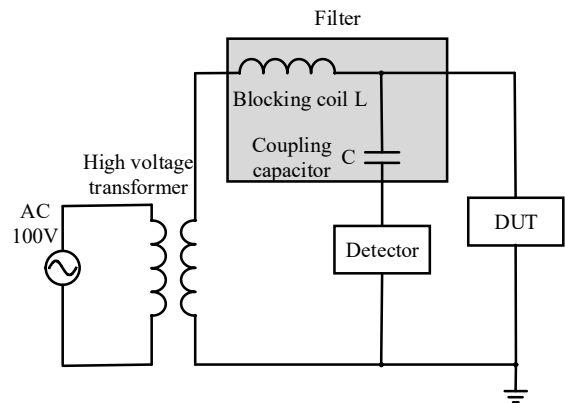 Filter
Blocking coil L
Coupling
capacitor
C
High voltage
transformer
AC
100V
Detector
DUT